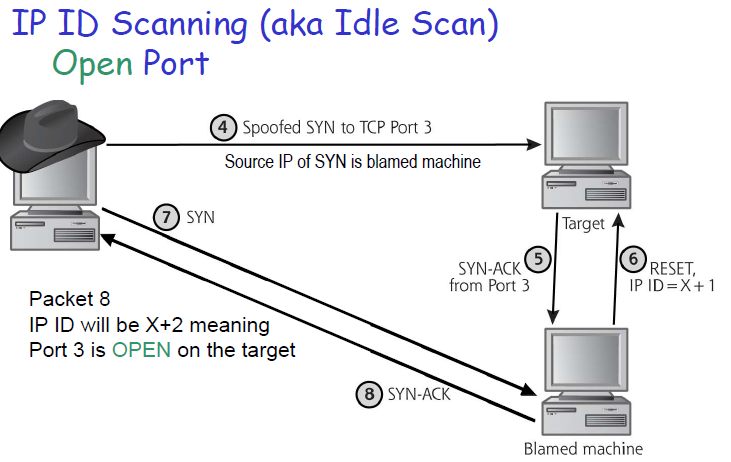 IP ID Scanning (aka Idle Scan)
Open Port
4 Spoofed SYN to TCP Port 3
Source IP of SYN is blamed machine
7 SYN
Target
SYN-ACK 5
from Port 3
6 RESET,
IP ID = X + 1
Packet 8
IP ID will be X+2 meaning
Port 3 is OPEN on the target
8 SYN-ACK
Blamed machine